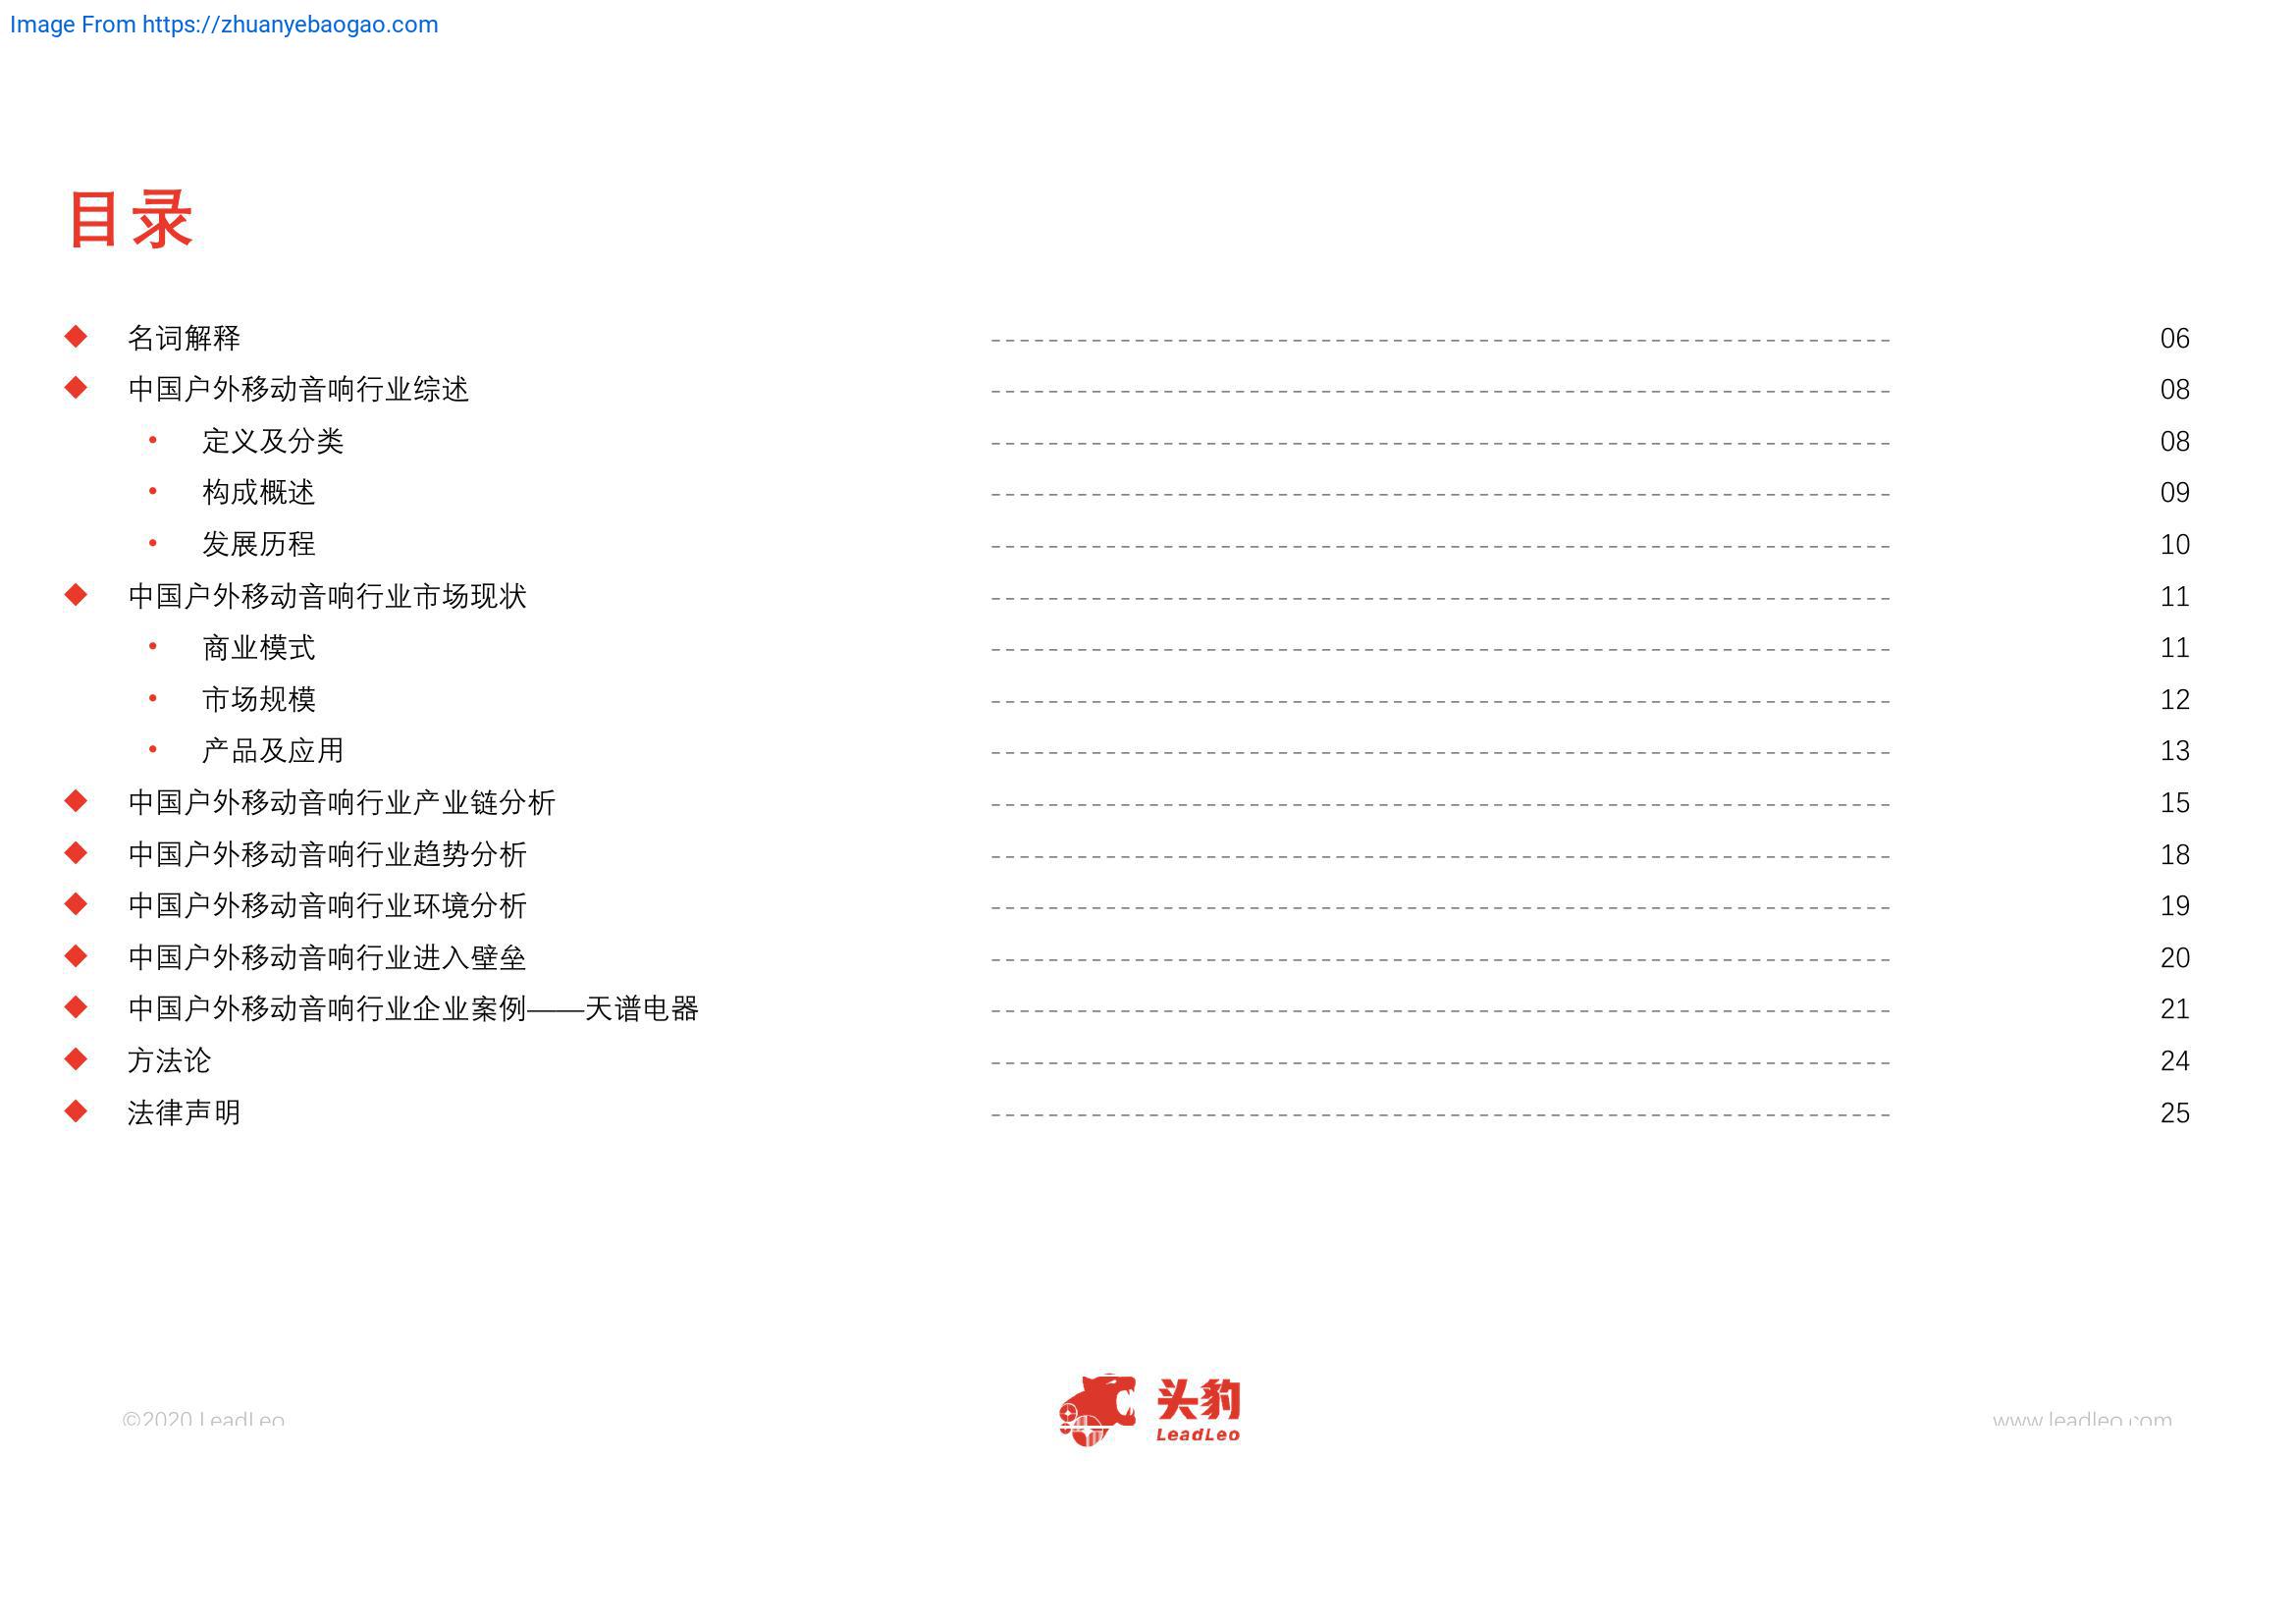 Image From https://zhuanyebaogao.com
目录
名词解释 06
中国户外移动音响行业综述 08
定义及分类 08
构成概述 09
发展历程 10
中国户外移动音响行业市场现状 11
商业模式 11
市场规模 12
产品及应用 13
中国户外移动音响行业产业链分析 15
中国户外移动音响行业趋势分析 18
中国户外移动音响行业环境分析 19
中国户外移动音响行业进入壁垒 20
中国户外移动音响行业企业案例——天谱电器 21
方法论 24
法律声明 25
©2020 LeadLeo
头豹
LeadLeo
www.leadleo.com